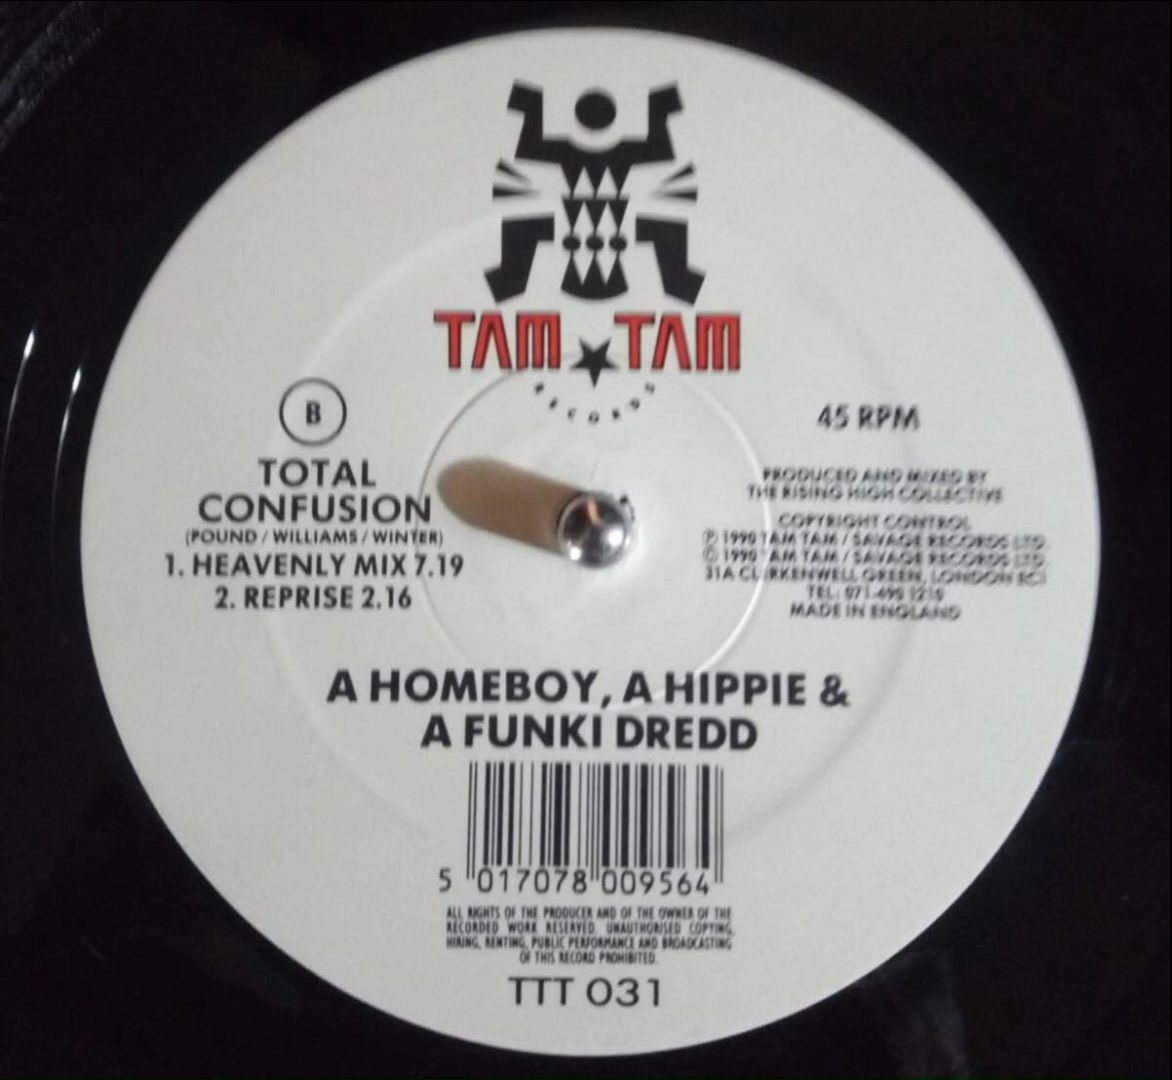 TAM TAM
RECORDS
B
TOTAL
CONFUSION
(POUND / WILLIAMS / WINTER)
1. HEAVENLY MIX 7.19
2. REPRISE 2.16
45 RPM
PRODUCED AND MIXED BY
THE RISING HIGH COLLECTIVE
COPYRIGHT CONTROL
℗ 1990 TAM TAM / SAVAGE RECORDS LTD.
© 1990 TAM TAM / SAVAGE RECORDS LTD.
31A CLERKENWELL GREEN, LONDON EC1
TEL: 071-490 1210
MADE IN ENGLAND
A HOMEBOY, A HIPPIE &
A FUNKI DREDD
5 017078 009564
ALL RIGHTS OF THE PRODUCER AND OF THE OWNER OF THE
RECORDED WORK RESERVED. UNAUTHORISED COPYING,
HIRING, RENTING, PUBLIC PERFORMANCE AND BROADCASTING
OF THIS RECORD PROHIBITED.
TTT 031